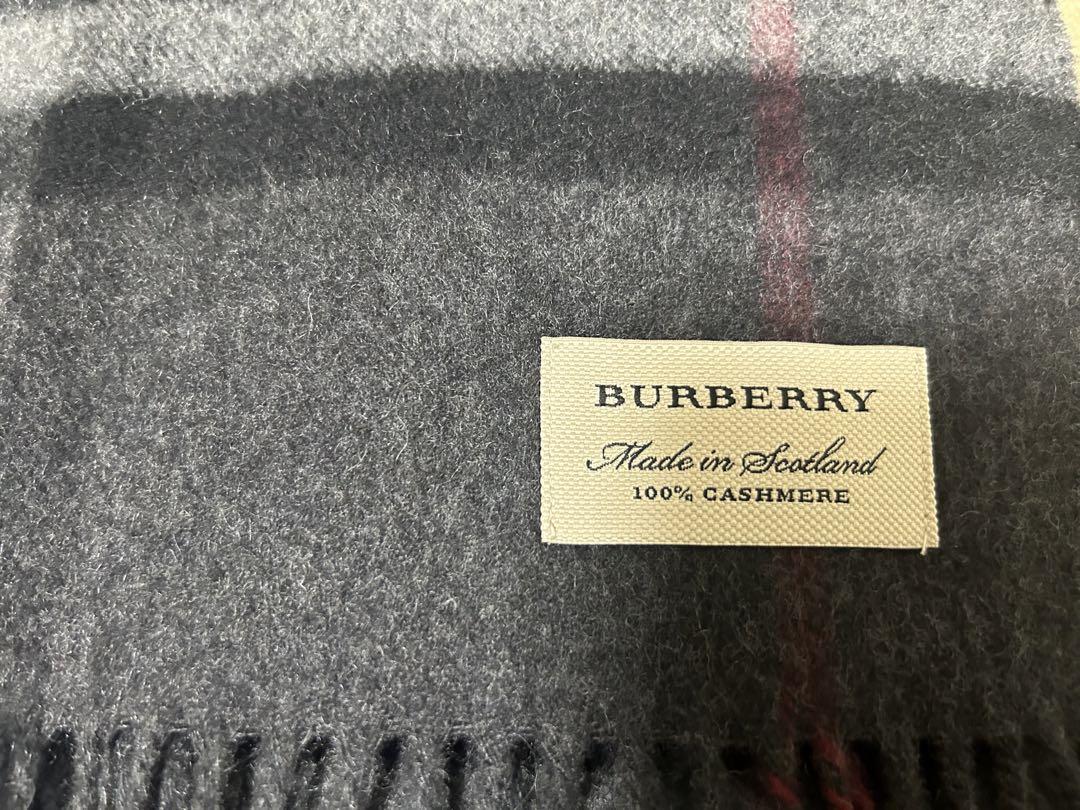 BURBERRY
Made in Scotland
100% CASHMERE